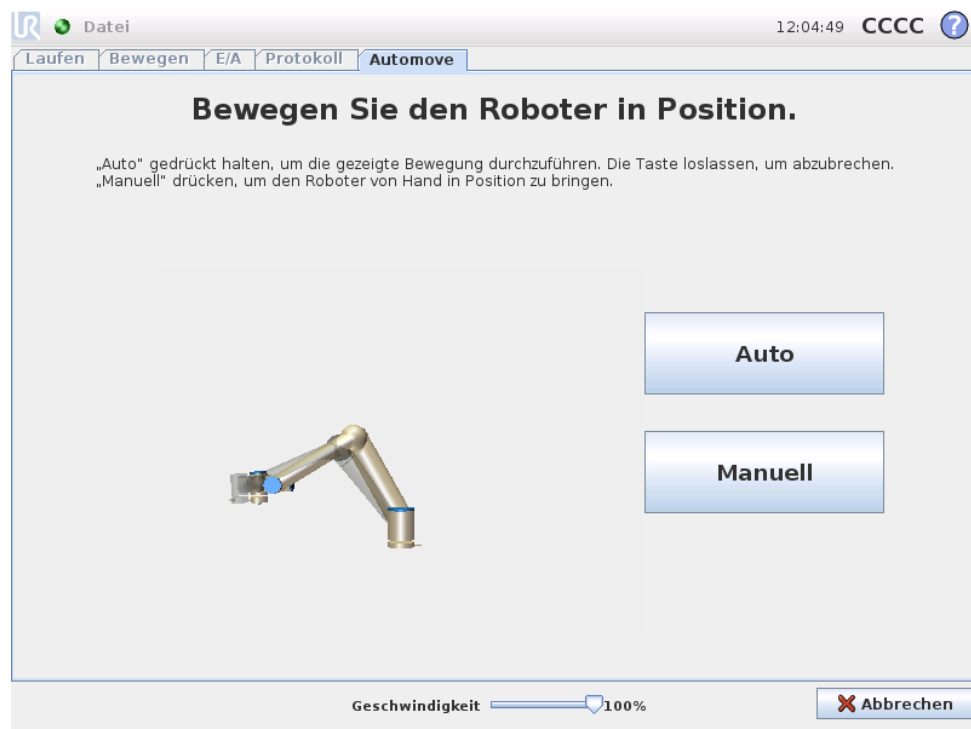 UR Datei 12:04:49 CCCC ?
Laufen Bewegen E/A Protokoll Automove
Bewegen Sie den Roboter in Position.
„Auto" gedrückt halten, um die gezeigte Bewegung durchzuführen. Die Taste loslassen, um abzubrechen.
„Manuell" drücken, um den Roboter von Hand in Position zu bringen.
Auto
Manuell
Geschwindigkeit 100% Abbrechen